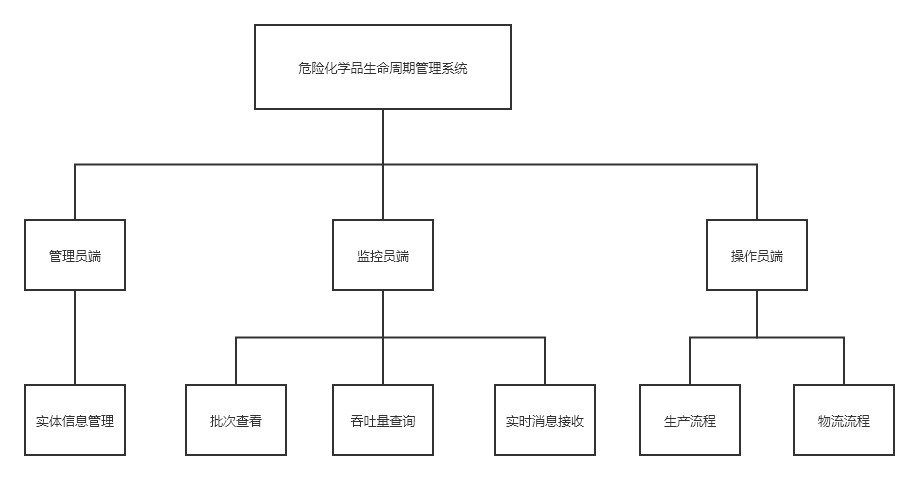 危险化学品生命周期管理系统
管理员端
监控员端
操作员端
实体信息管理
批次查看
吞吐量查询
实时消息接收
生产流程
物流流程